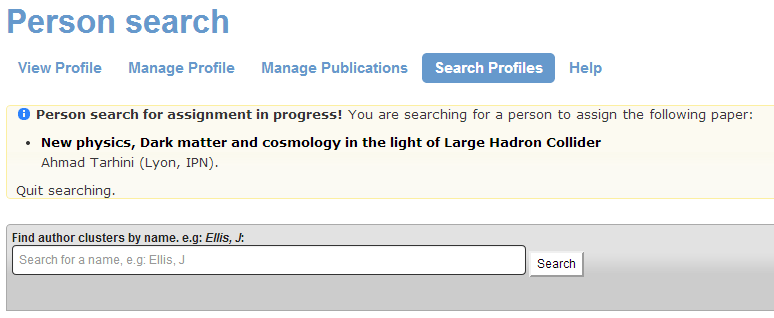 Person search
View Profile Manage Profile Manage Publications Search Profiles Help
Person search for assignment in progress! You are searching for a person to assign the following paper:
New physics, Dark matter and cosmology in the light of Large Hadron Collider
Ahmad Tarhini (Lyon, IPN).
Quit searching.
Find author clusters by name. e.g: Ellis, J:
Search for a name, e.g: Ellis, J Search